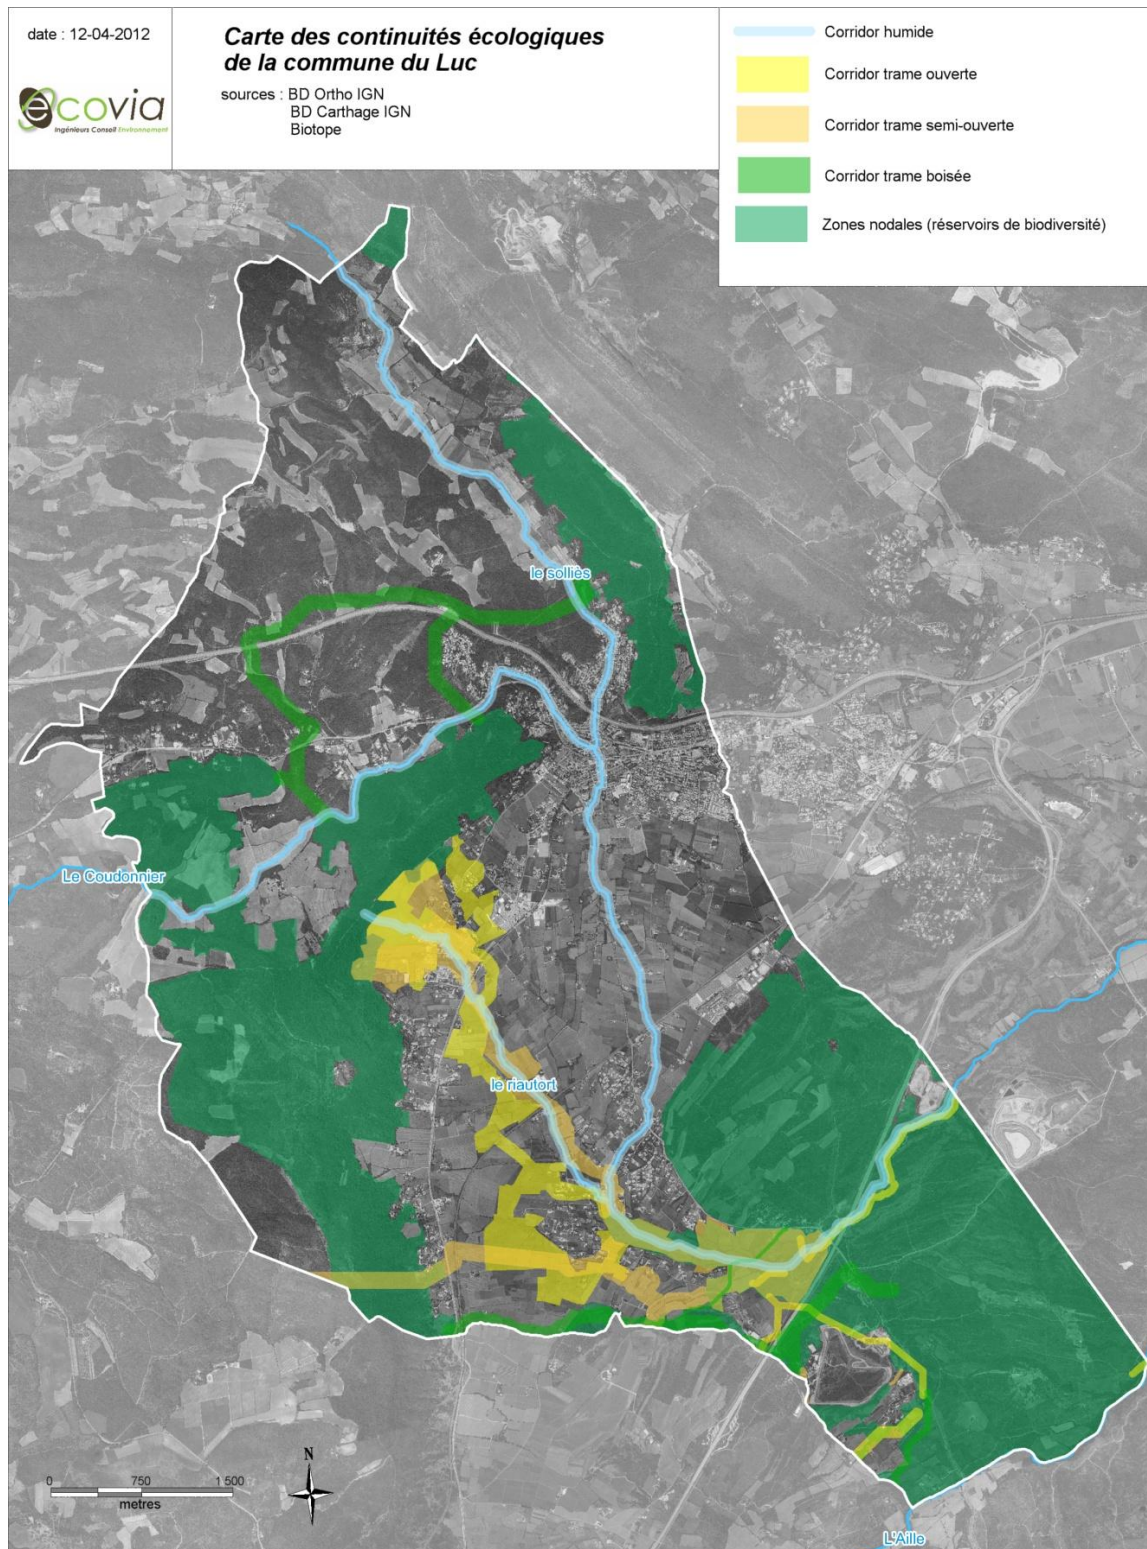 date : 12-04-2012
ecovia
Ingénieurs Conseil Environnement
Carte des continuités écologiques
de la commune du Luc
sources : BD Ortho IGN
BD Carthage IGN
Biotope
Corridor humide
Corridor trame ouverte
Corridor trame semi-ouverte
Corridor trame boisée
Zones nodales (réservoirs de biodiversité)
le solliès
Le Coudonnier
le riautort
0 750 1 500
metres
N
L'Aille